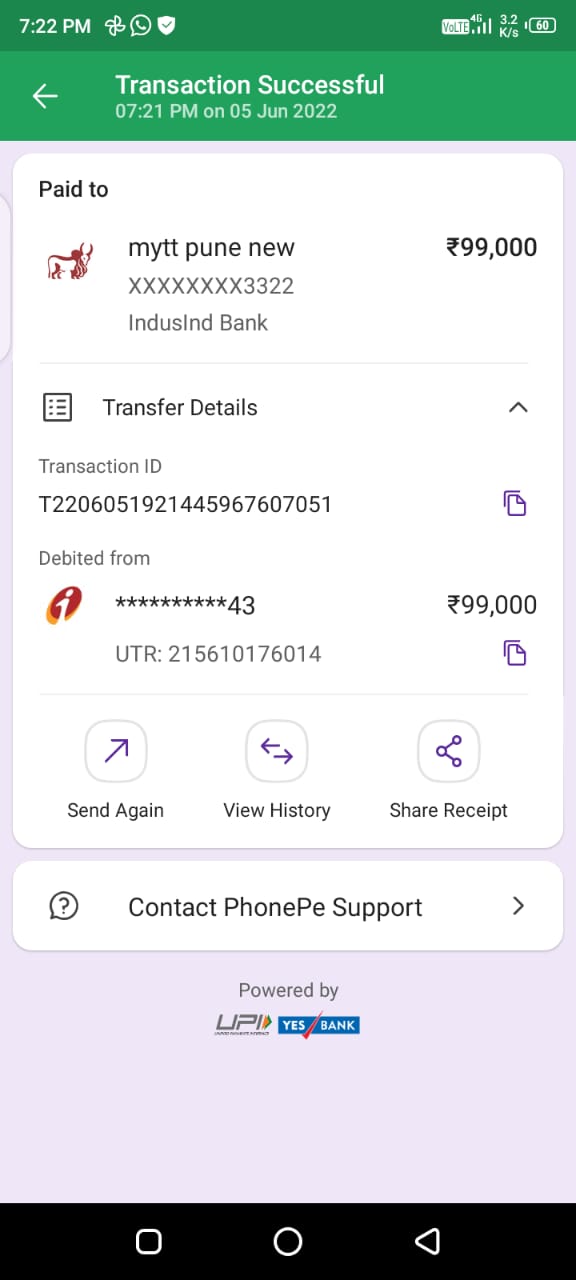 7:22 PM
VoLTE 4G 3.2 K/s 60
Transaction Successful
07:21 PM on 05 Jun 2022
Paid to
mytt pune new ₹99,000
XXXXXXXX3322
IndusInd Bank
Transfer Details
Transaction ID
T2206051921445967607051
Debited from
**********43 ₹99,000
UTR: 215610176014
Send Again View History Share Receipt
Contact PhonePe Support
Powered by
UPI YES BANK